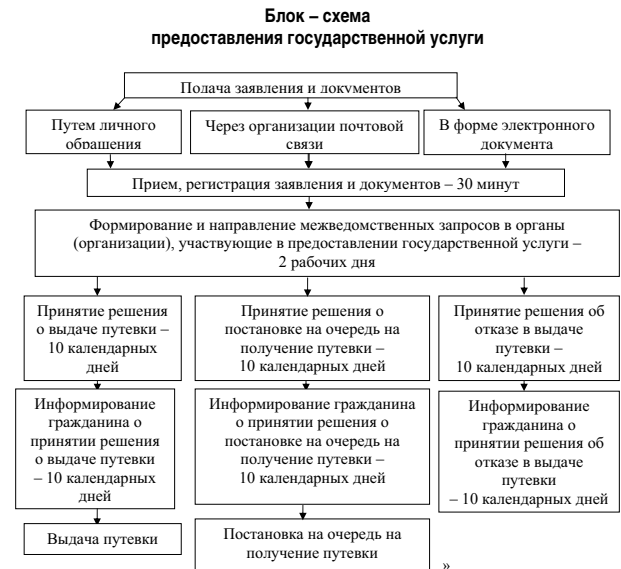 Блок – схема
предоставления государственной услуги
Подача заявления и документов
Путем личного
обращения
Через организации почтовой
связи
В форме электронного
документа
Прием, регистрация заявления и документов – 30 минут
Формирование и направление межведомственных запросов в органы
(организации), участвующие в предоставлении государственной услуги –
2 рабочих дня
Принятие решения
о выдаче путевки –
10 календарных
дней
Принятие решения о
постановке на очередь на
получение путевки –
10 календарных дней
Принятие решения об
отказе в выдаче
путевки –
10 календарных дней
Информирование
гражданина о
принятии решения
о выдаче путевки
– 10 календарных
дней
Информирование гражданина
о принятии решения о
постановке на очередь на
получение путевки –
10 календарных дней
Информирование
гражданина о
принятии решения об
отказе в выдаче
путевки
– 10 календарных дней
Выдача путевки
Постановка на очередь на
получение путевки
»